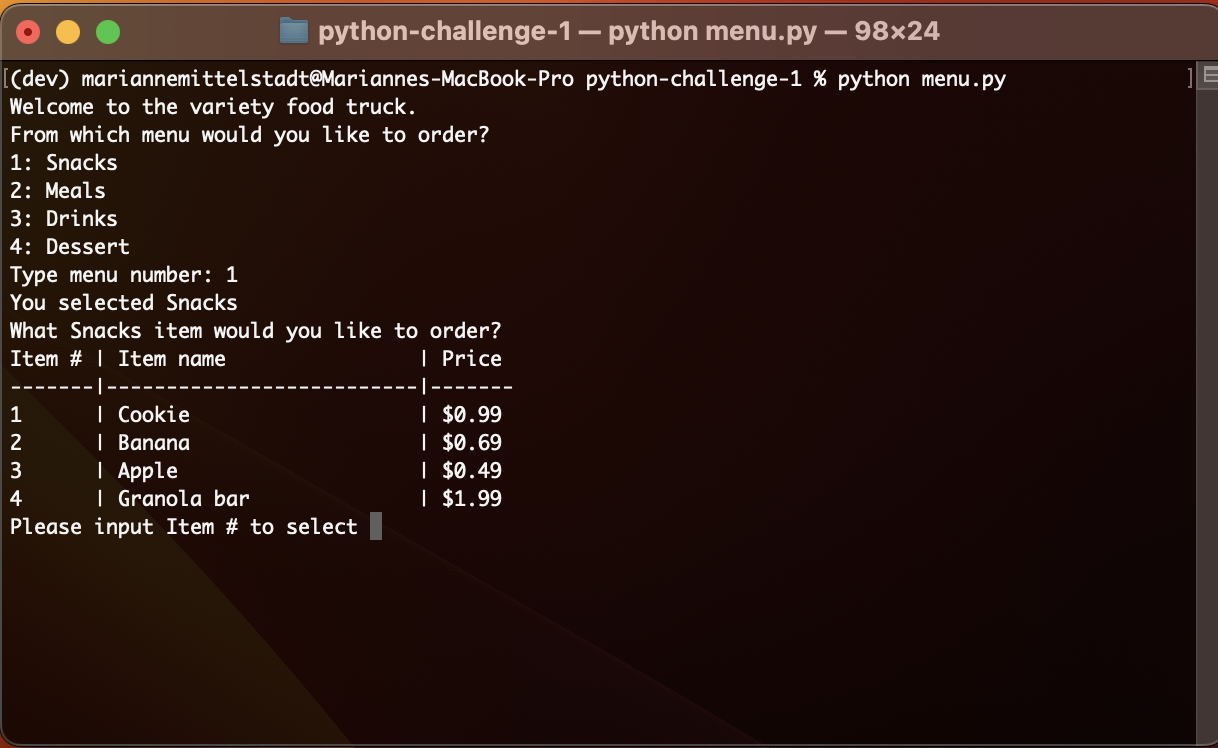 python-challenge-1 — python menu.py — 98×24
[(dev) mariannemittelstadt@Mariannes-MacBook-Pro python-challenge-1 % python menu.py ]
Welcome to the variety food truck.
From which menu would you like to order?
1: Snacks
2: Meals
3: Drinks
4: Dessert
Type menu number: 1
You selected Snacks
What Snacks item would you like to order?
Item # | Item name                | Price
-------|--------------------------|-------
1      | Cookie                   | $0.99
2      | Banana                   | $0.69
3      | Apple                    | $0.49
4      | Granola bar              | $1.99
Please input Item # to select